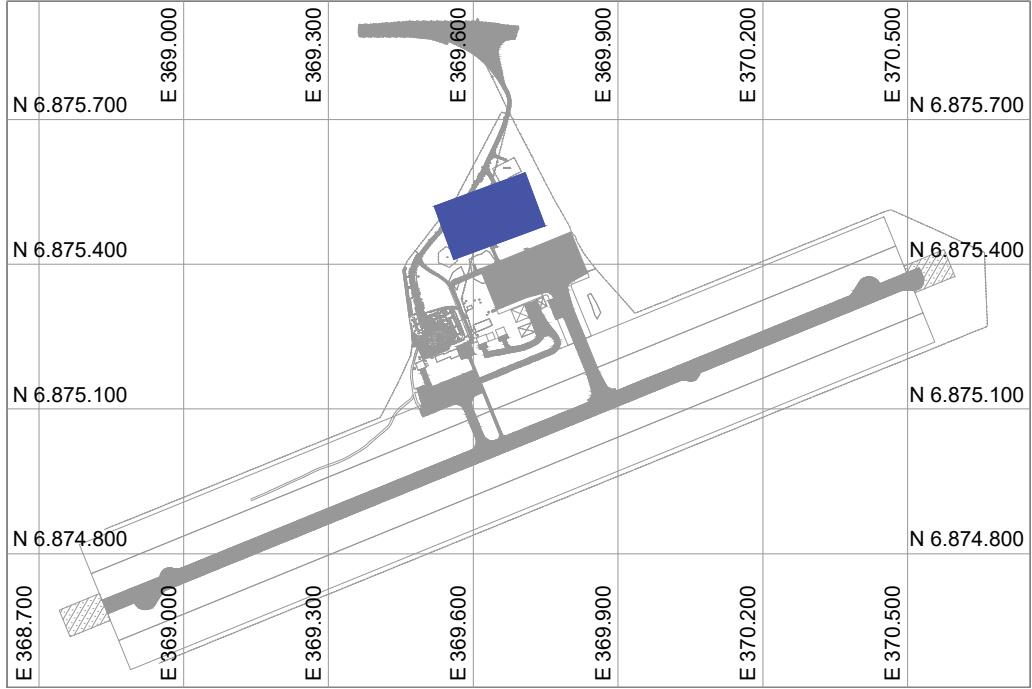 E 369.000
E 369.300
E 369.600
E 369.900
E 370.200
E 370.500
N 6.875.700
N 6.875.700
N 6.875.400
N 6.875.400
N 6.875.100
N 6.875.100
N 6.874.800
N 6.874.800
E 368.700
E 369.000
E 369.300
E 369.600
E 369.900
E 370.200
E 370.500